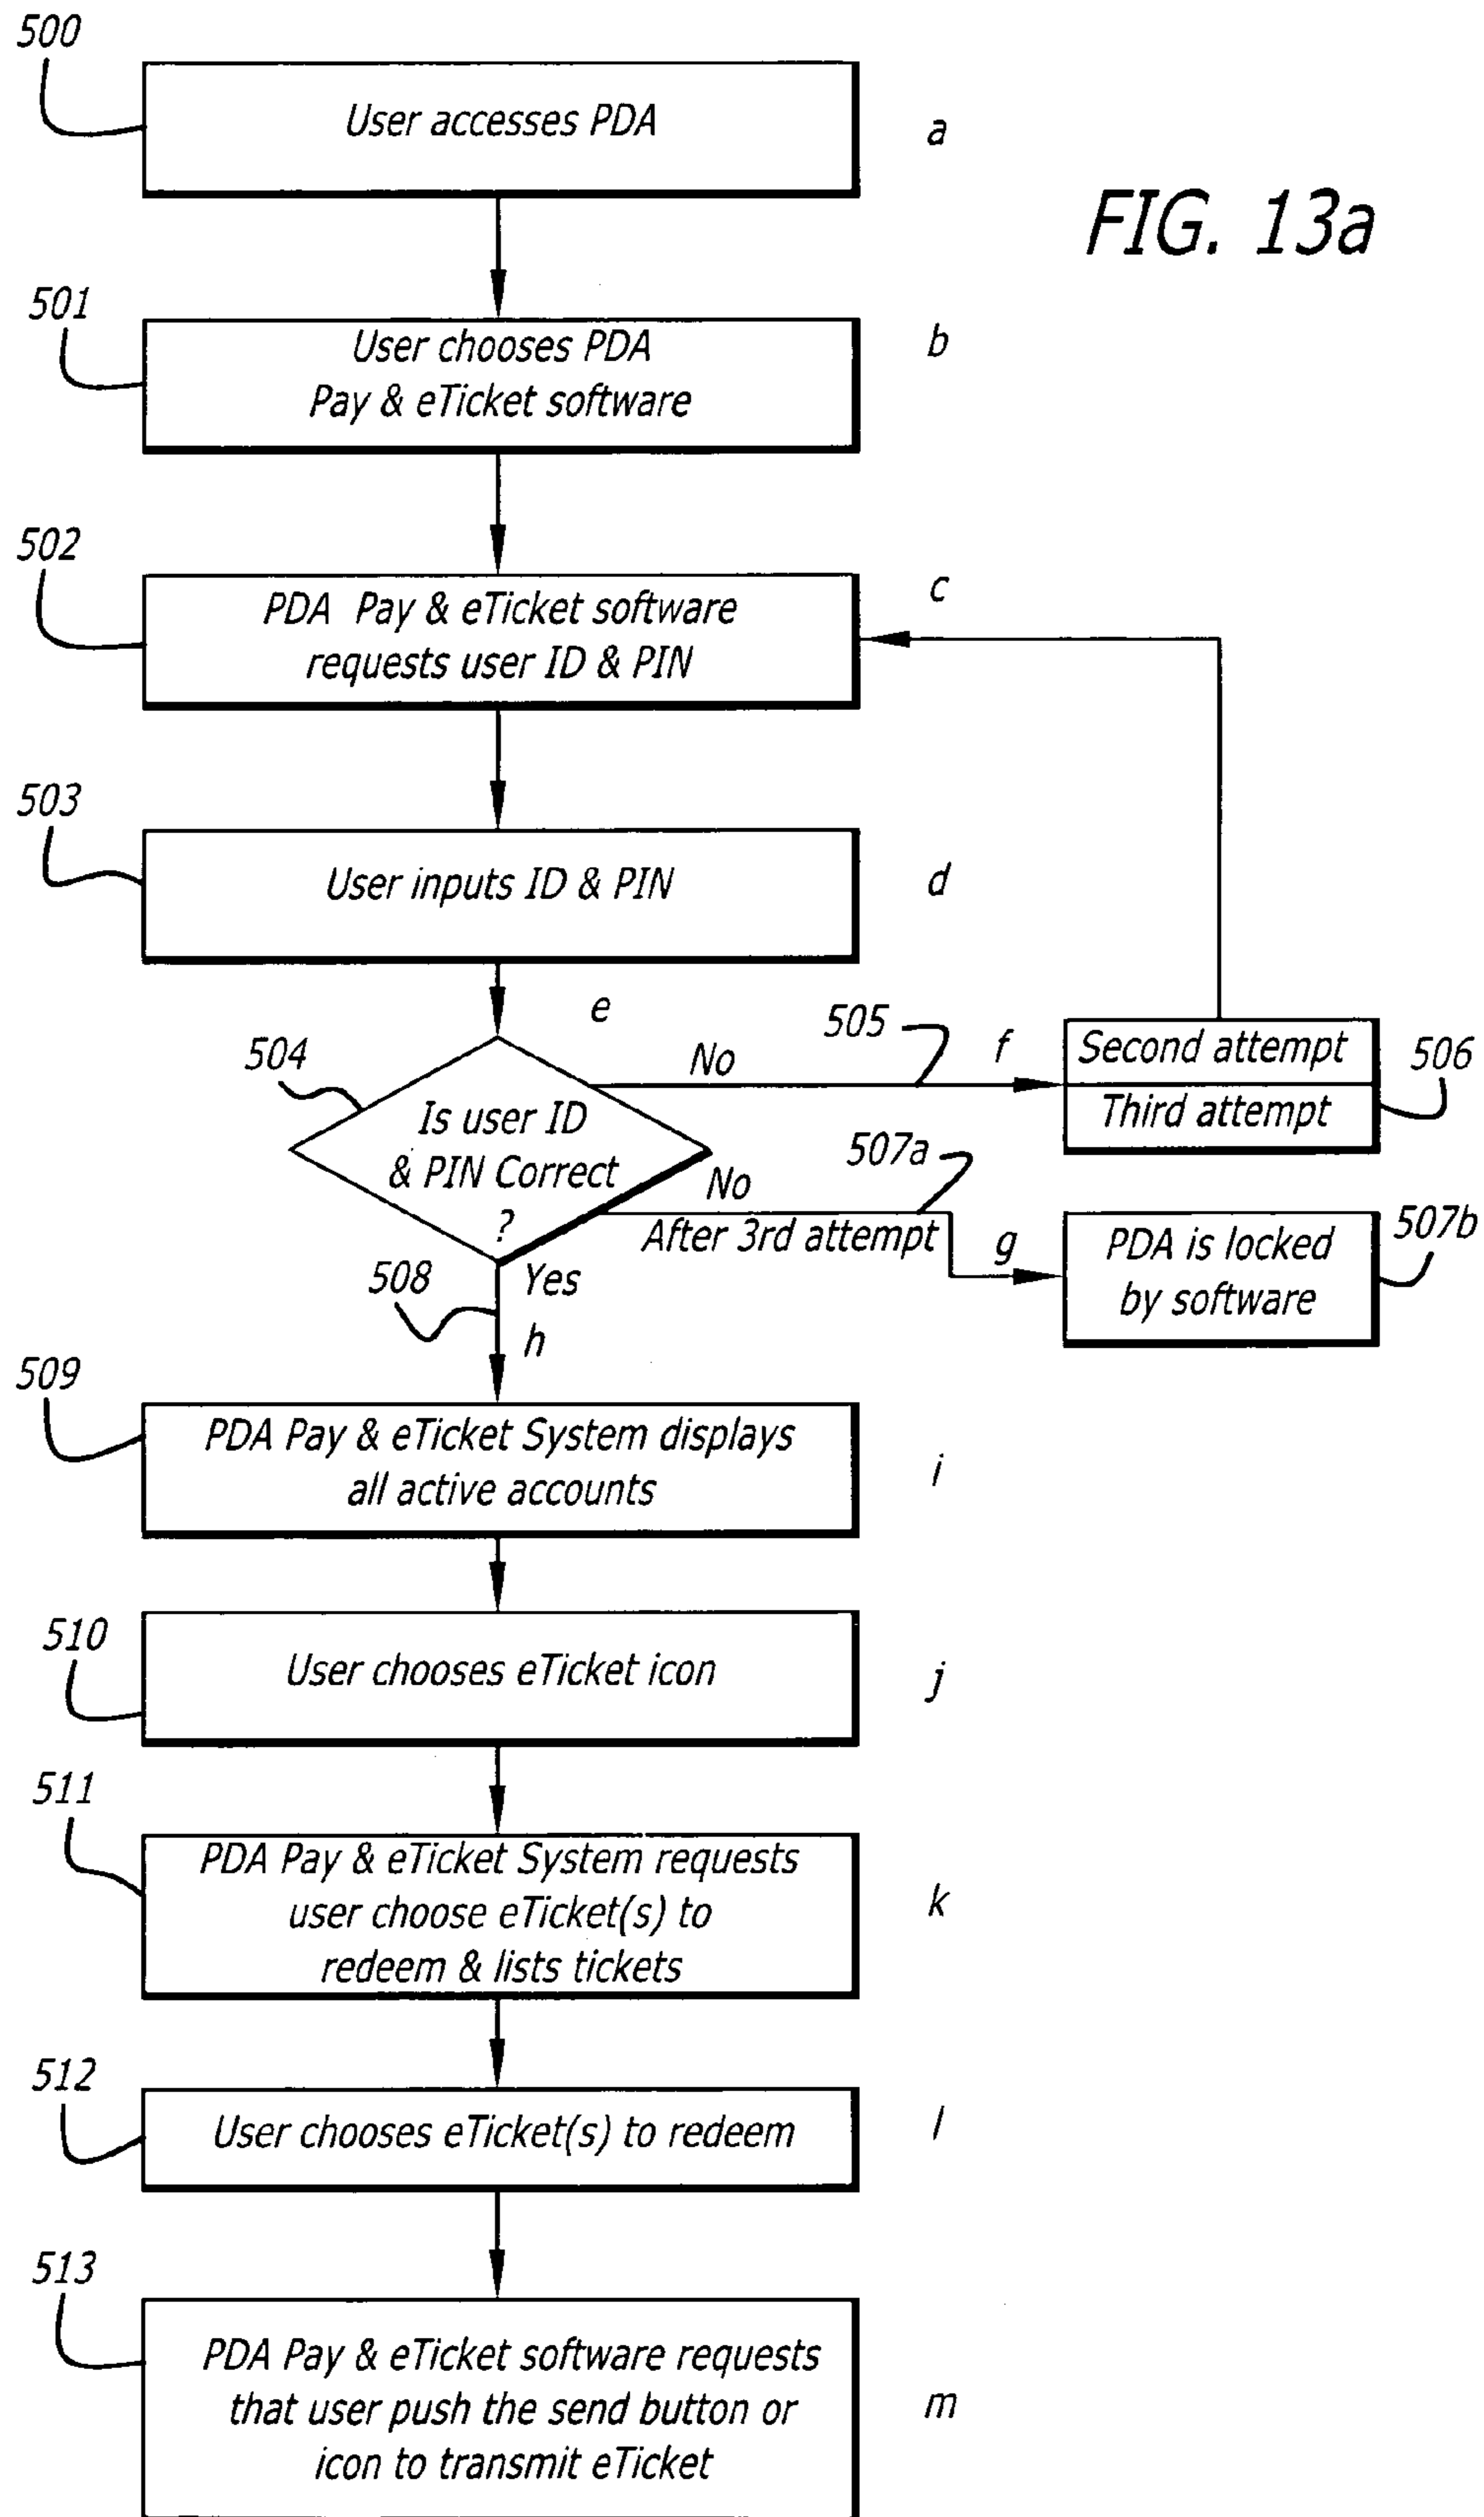 500
User accesses PDA
a
FIG. 13a
501
User chooses PDA
Pay & eTicket software
b
502
PDA Pay & eTicket software
requests user ID & PIN
c
503
User inputs ID & PIN
d
e
504
Is user ID
& PIN Correct
?
No
505
f
Second attempt
Third attempt
506
507a
No
After 3rd attempt
g
PDA is locked
by software
507b
508
Yes
h
509
PDA Pay & eTicket System displays
all active accounts
i
510
User chooses eTicket icon
j
511
PDA Pay & eTicket System requests
user choose eTicket(s) to
redeem & lists tickets
k
512
User chooses eTicket(s) to redeem
l
513
PDA Pay & eTicket software requests
that user push the send button or
icon to transmit eTicket
m